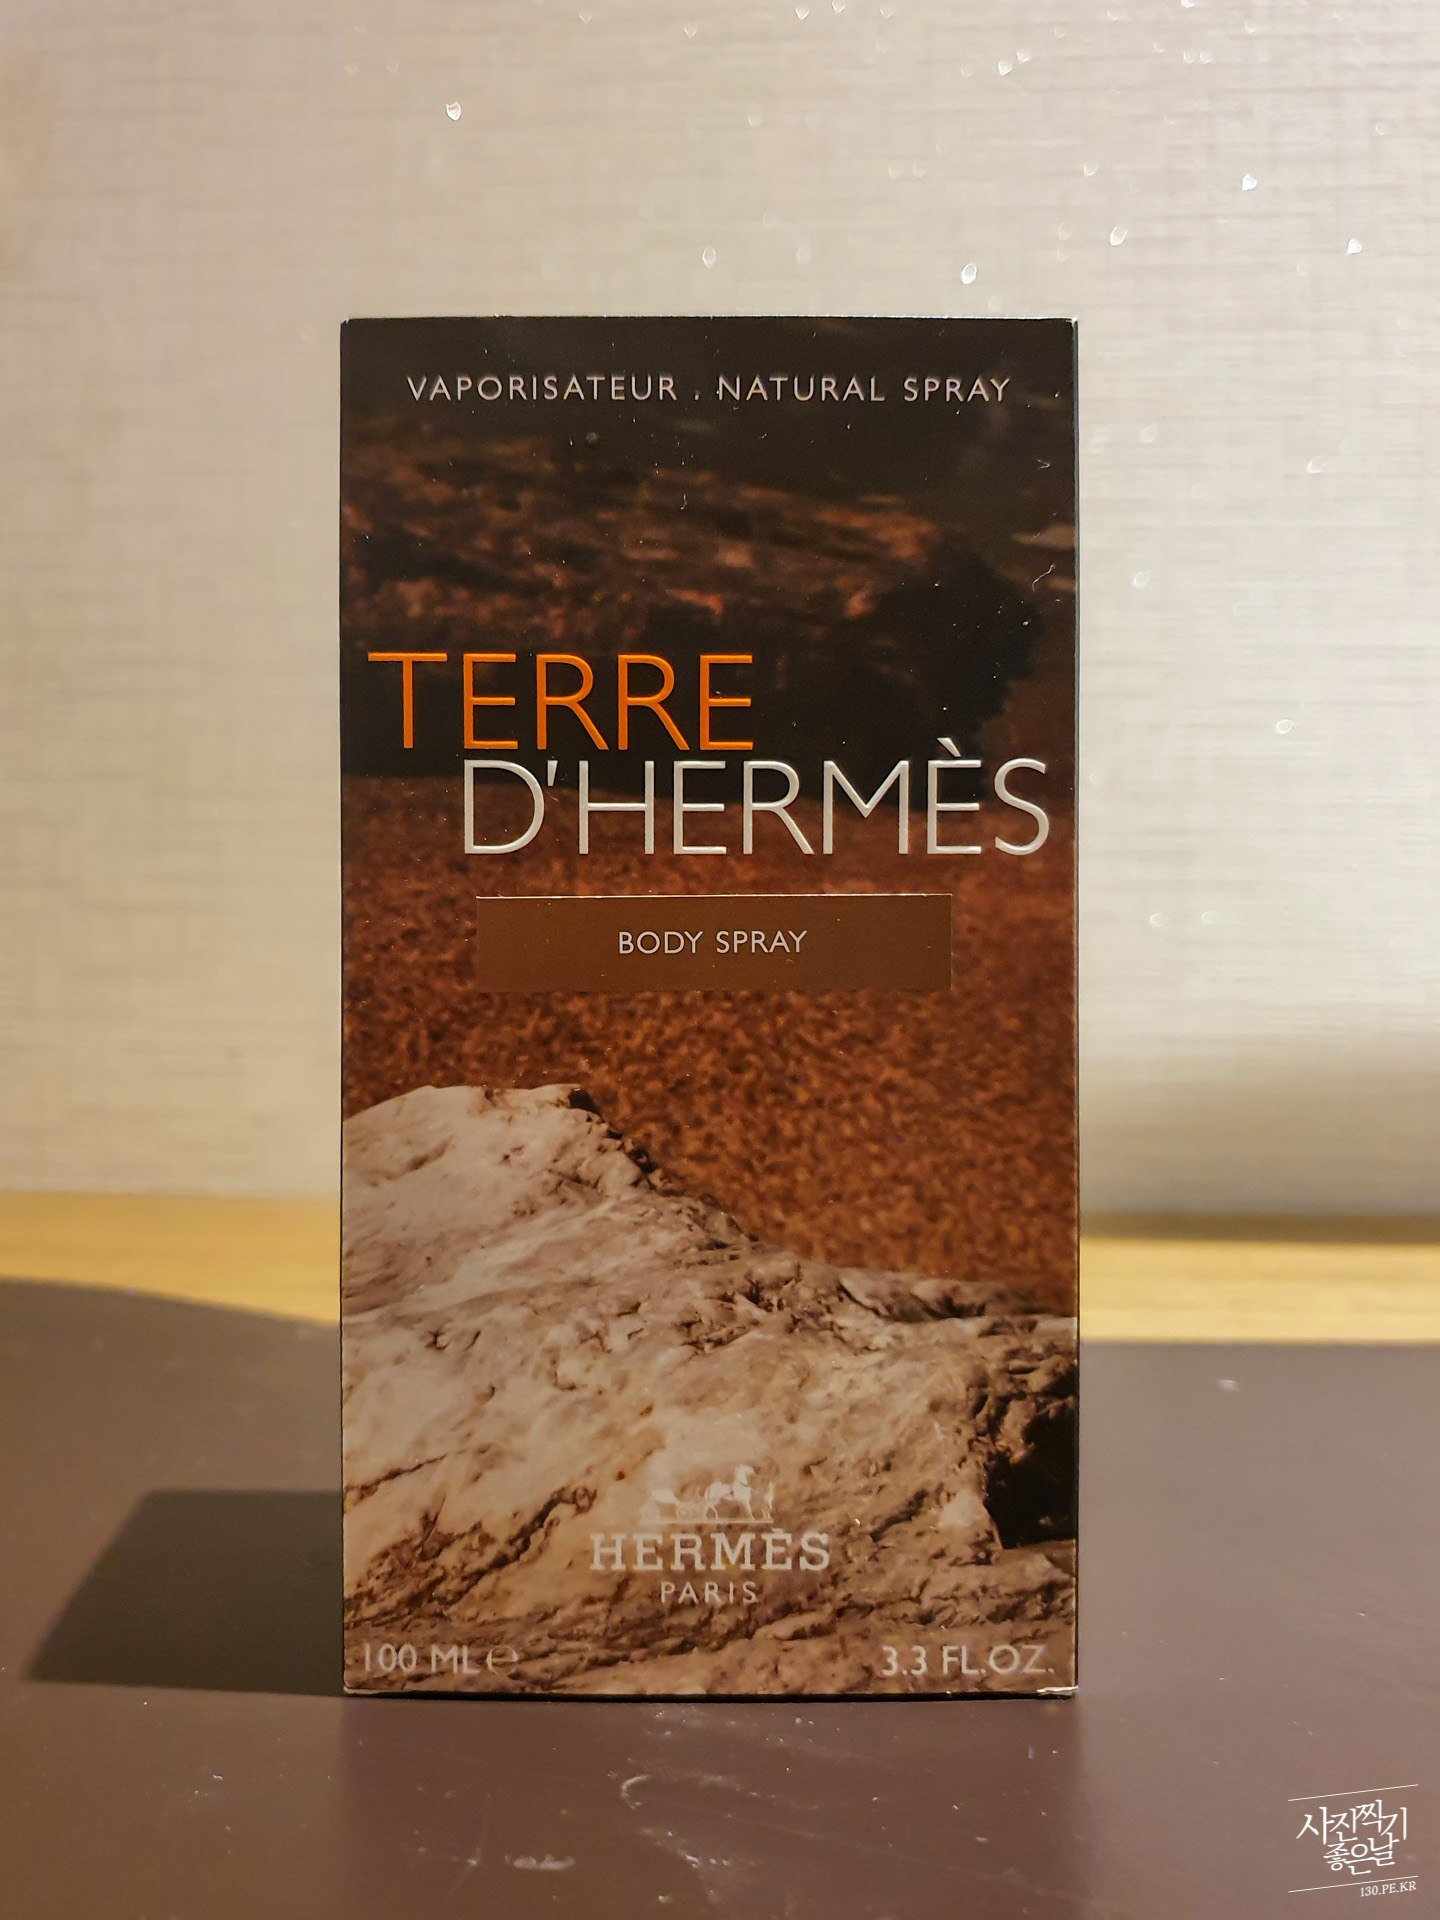 VAPORISATEUR . NATURAL SPRAY
TERRE
D'HERMÈS
BODY SPRAY
HERMÈS
PARIS
100 ML ℮
3.3 FL.OZ.
사진찍기
좋은날
130.PE.KR